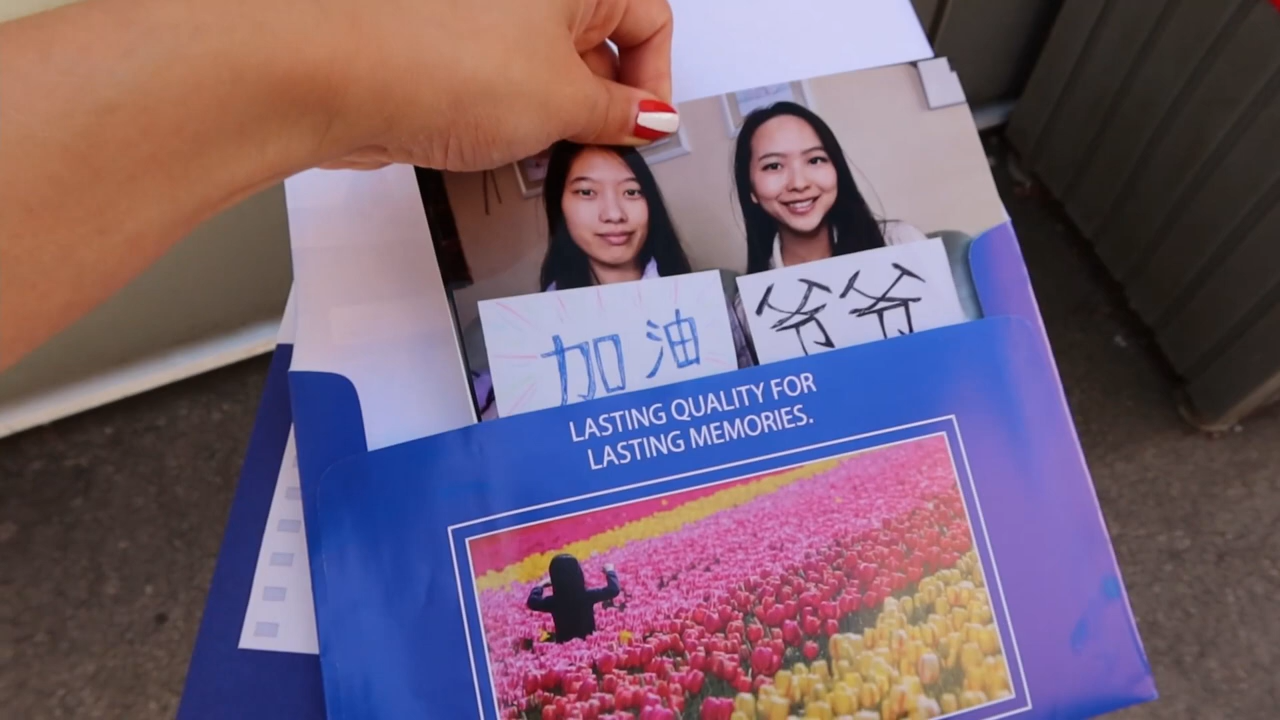 加油
爷爷
LASTING QUALITY FOR
LASTING MEMORIES.